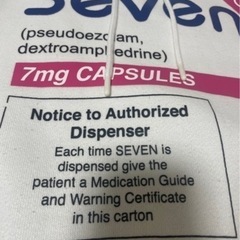 Seven
(pseudoezolam,
dextroamphedrine)
7mg CAPSULES
Notice to Authorized
Dispenser
Each time SEVEN is
dispensed give the
patient a Medication Guide
and Warning Certificate
in this carton